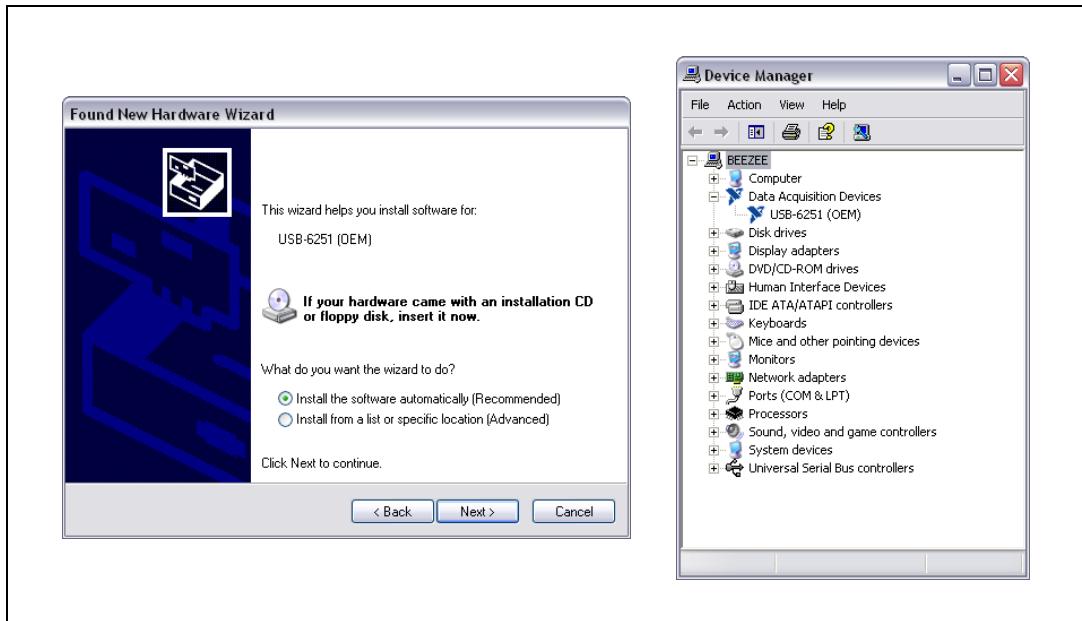 Found New Hardware Wizard
This wizard helps you install software for:
USB-6251 (OEM)
If your hardware came with an installation CD
or floppy disk, insert it now.
What do you want the wizard to do?
Install the software automatically (Recommended)
Install from a list or specific location (Advanced)
Click Next to continue.
< Back
Next >
Cancel
Device Manager
File Action View Help
BEEZEE
Computer
Data Acquisition Devices
USB-6251 (OEM)
Disk drives
Display adapters
DVD/CD-ROM drives
Human Interface Devices
IDE ATA/ATAPI controllers
Keyboards
Mice and other pointing devices
Monitors
Network adapters
Ports (COM & LPT)
Processors
Sound, video and game controllers
System devices
Universal Serial Bus controllers